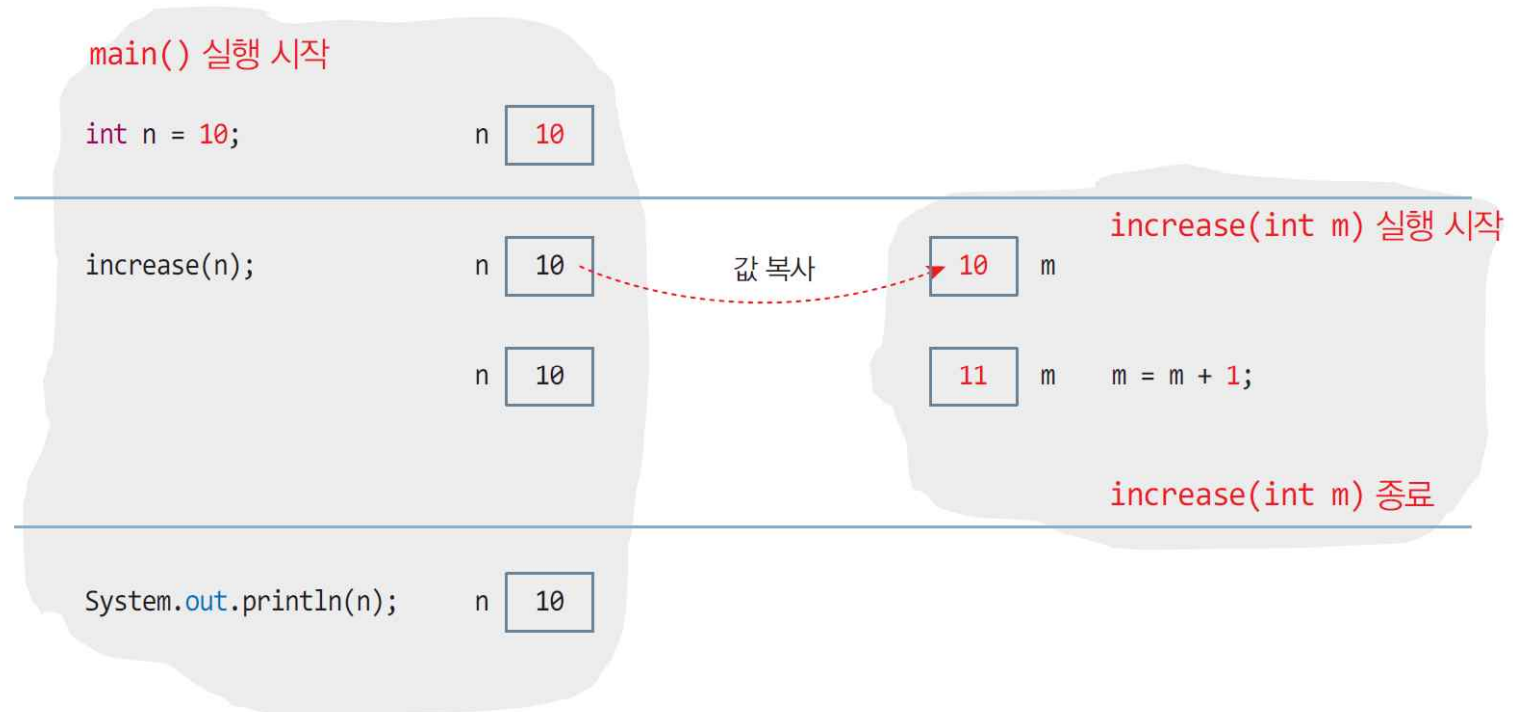 main() 실행 시작
int n = 10; n 10
increase(int m) 실행 시작
increase(n); n 10 값 복사 10 m
n 10 11 m m = m + 1;
increase(int m) 종료
System.out.println(n); n 10